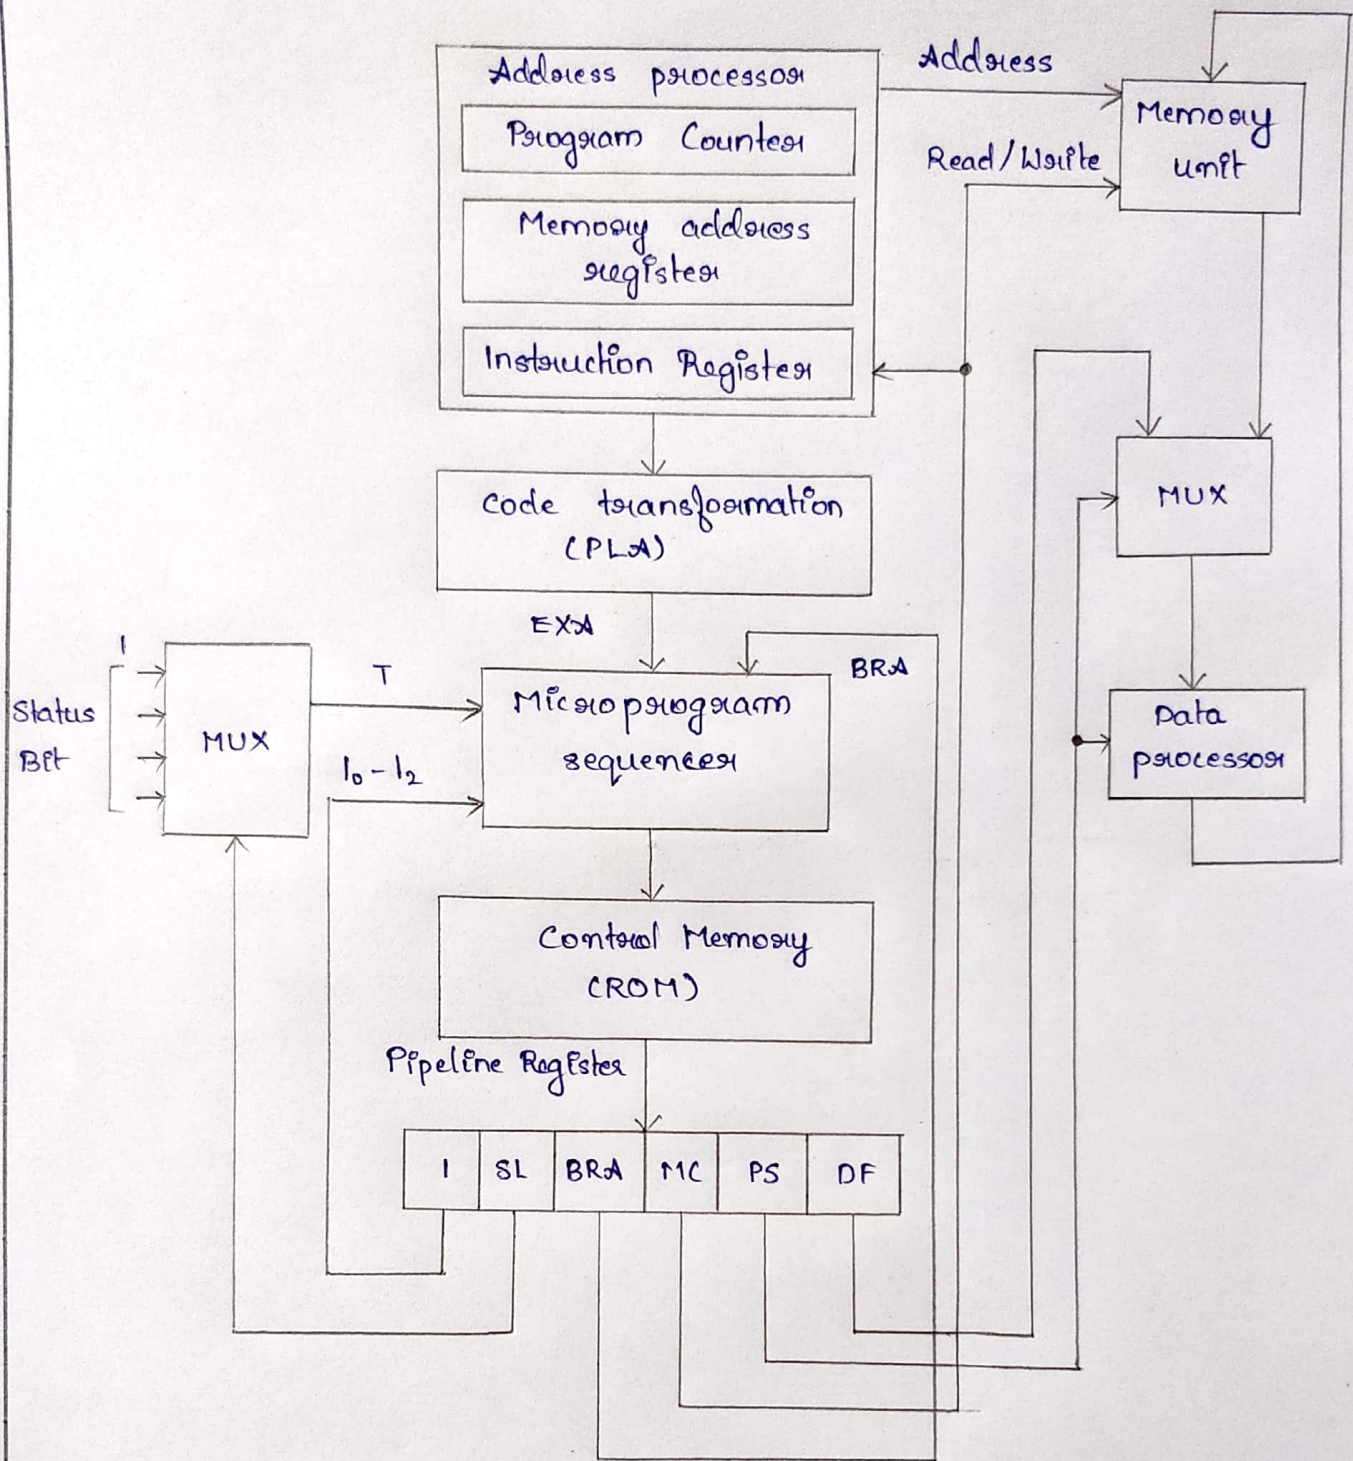 Address processor
Address
Program Counter
Memory
unit
Read/Write
Memory address
register
Instruction Register
Code transformation
(PLA)
MUX
EXA
BRA
1
Status
Bit
MUX
T
I0 - I2
Microprogram
sequencer
Data
processor
Control Memory
(ROM)
Pipeline Register
I SL BRA MC PS DF